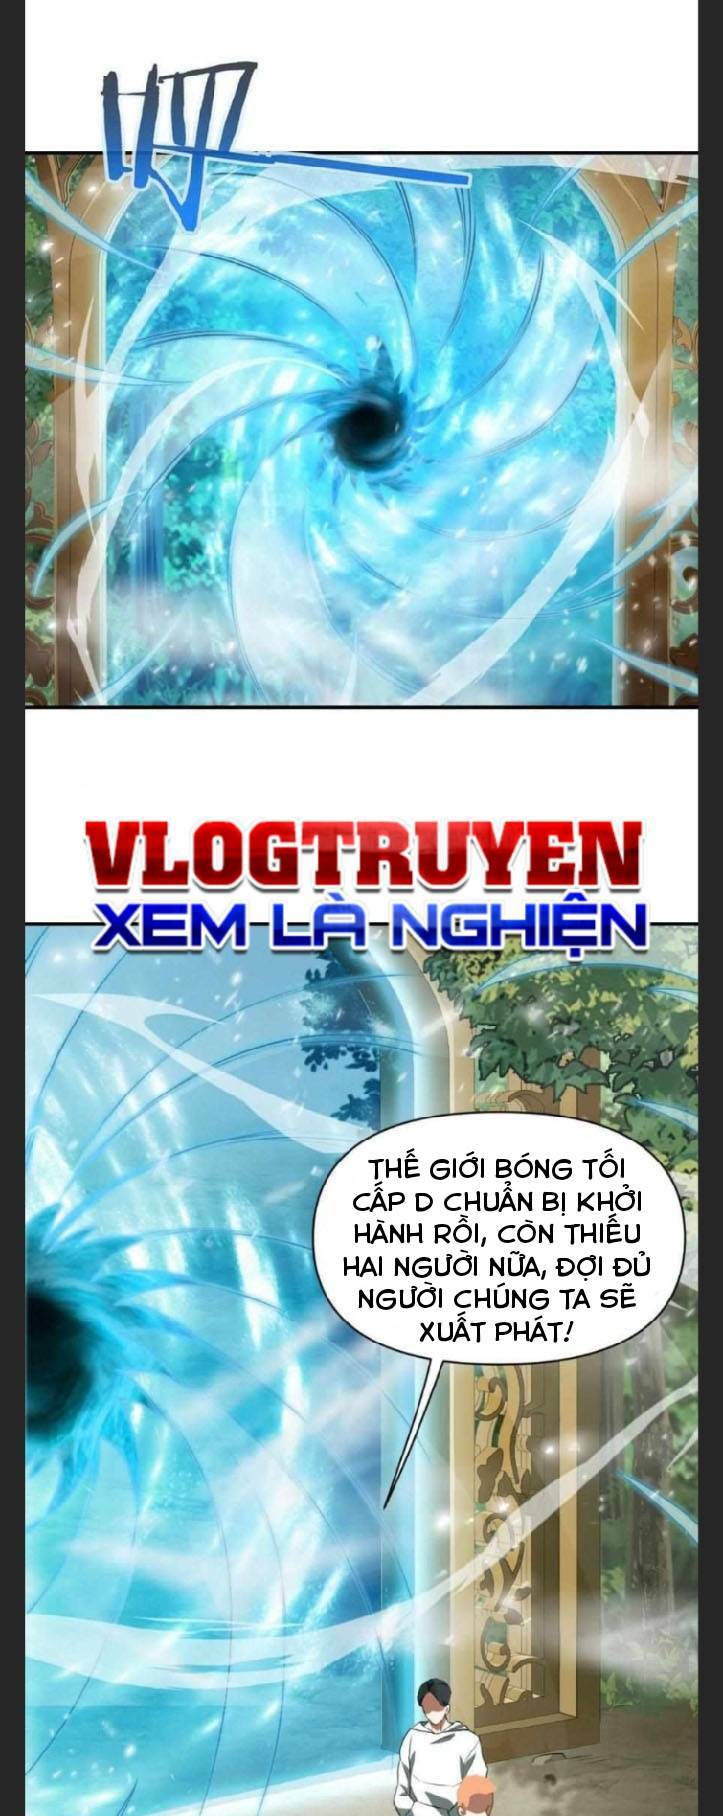 VLOGTRUYEN
XEM LÀ NGHIỆN
THẾ GIỚI BÓNG TỐI
CẤP D CHUẨN BỊ KHỞI
HÀNH RỒI, CÒN THIẾU
HAI NGƯỜI NỮA, ĐỢI ĐỦ
NGƯỜI CHÚNG TA SẼ
XUẤT PHÁT!